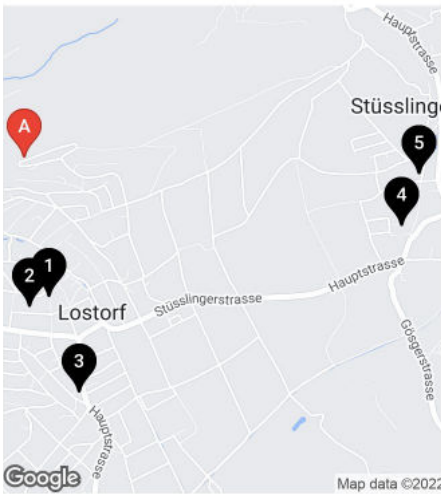 Hauptstrasse
Stüsslinge
A
5
4
Hauptstrasse
1
2
Stüsslingerstrasse
Lostorf
Gösgerstrasse
3
Hauptstrasse
Google
Map data ©2022